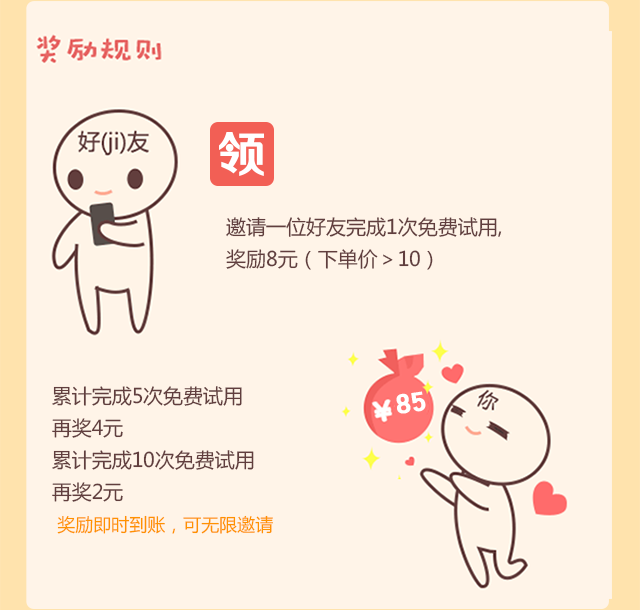 奖励规则
好(ji)友
领
邀请一位好友完成1次免费试用,
奖励8元（下单价＞10）
¥85
你
累计完成5次免费试用
再奖4元
累计完成10次免费试用
再奖2元
奖励即时到账，可无限邀请